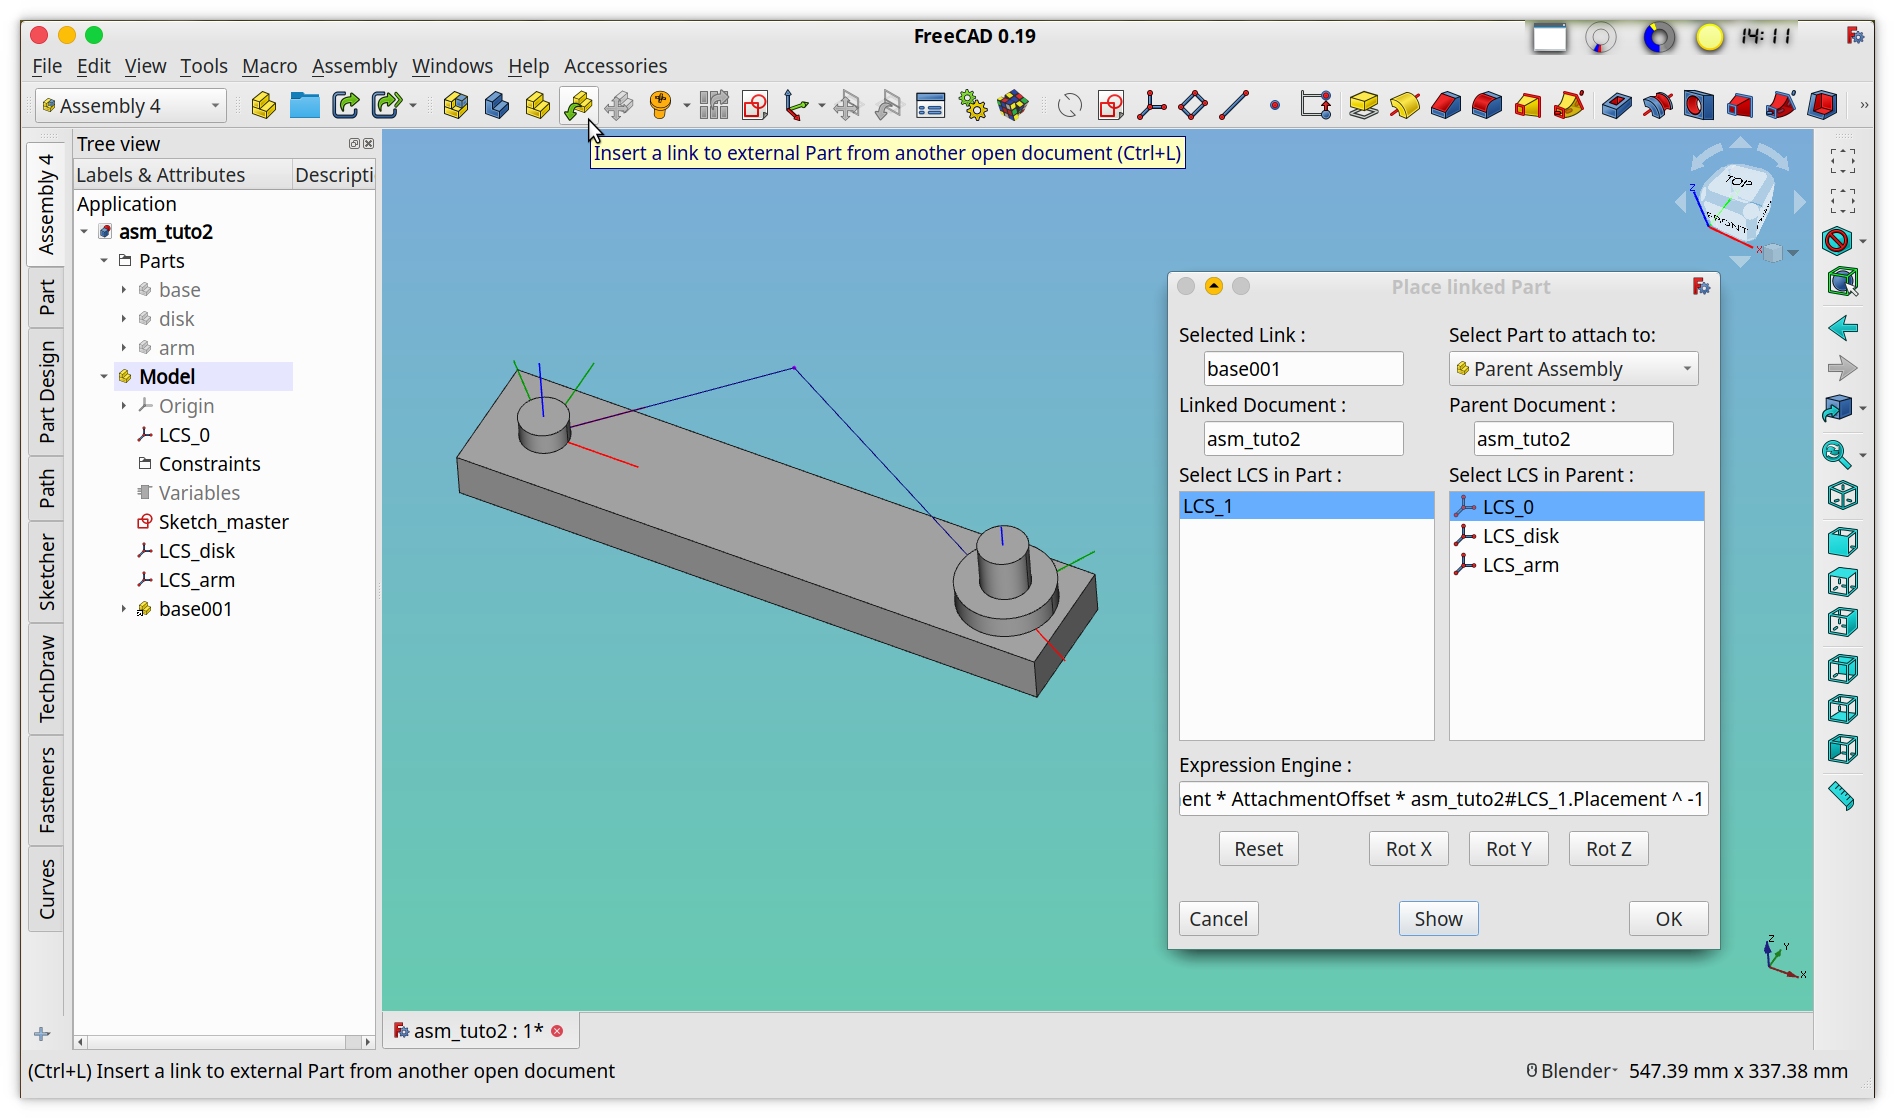 FreeCAD 0.19
14:11
File Edit View Tools Macro Assembly Windows Help Accessories
Assembly 4
»
Insert a link to external Part from another open document (Ctrl+L)
Assembly 4
Part
Part Design
Path
Sketcher
TechDraw
Fasteners
Curves
Tree view
Labels & Attributes
Descripti
Application
asm_tuto2
Parts
base
disk
arm
Model
Origin
LCS_0
Constraints
Variables
Sketch_master
LCS_disk
LCS_arm
base001
TOP
FRONT
Z
X
Place linked Part
Selected Link :
Select Part to attach to:
base001
Parent Assembly
Linked Document :
Parent Document :
asm_tuto2
asm_tuto2
Select LCS in Part :
Select LCS in Parent :
LCS_1
LCS_0
LCS_disk
LCS_arm
Expression Engine :
ent * AttachmentOffset * asm_tuto2#LCS_1.Placement ^ -1
Reset
Rot X
Rot Y
Rot Z
Cancel
Show
OK
Z
Y
X
asm_tuto2 : 1*
(Ctrl+L) Insert a link to external Part from another open document
Blender
547.39 mm x 337.38 mm